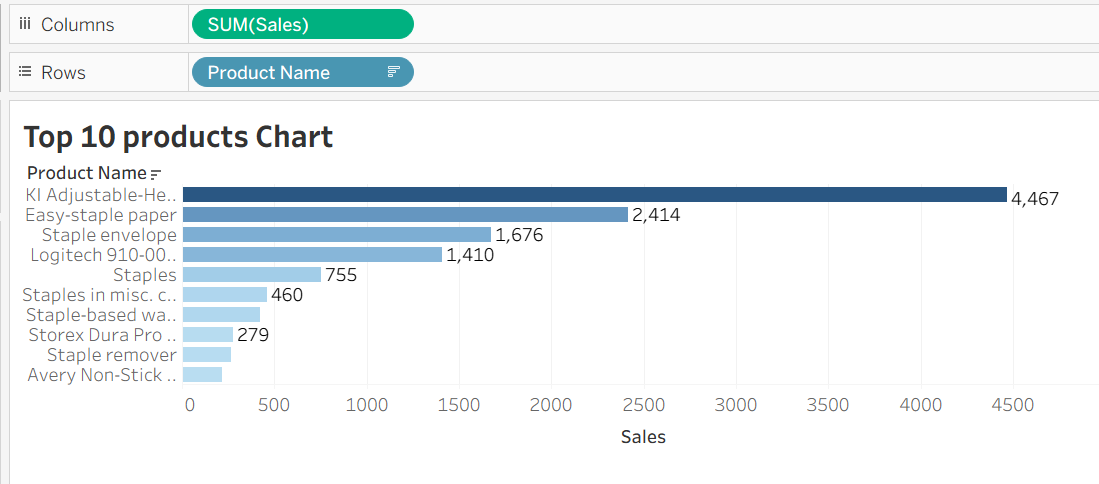 Columns SUM(Sales)
Rows Product Name
Top 10 products Chart
Product Name
KI Adjustable-He.. 4,467
Easy-staple paper 2,414
Staple envelope 1,676
Logitech 910-00.. 1,410
Staples 755
Staples in misc. c.. 460
Staple-based wa..
Storex Dura Pro .. 279
Staple remover
Avery Non-Stick ..
0 500 1000 1500 2000 2500 3000 3500 4000 4500
Sales